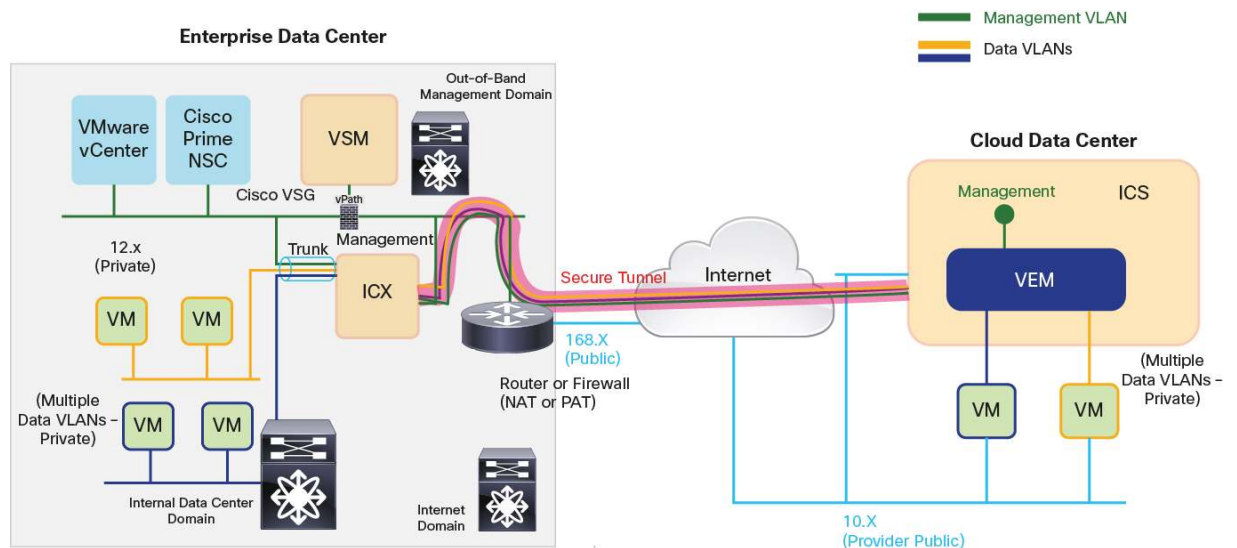 Management VLAN
Data VLANs
Enterprise Data Center
Out-of-Band
Management Domain
VMware
vCenter
Cisco
Prime
NSC
VSM
Cisco VSG
vPath
12.x
(Private)
Trunk
Management
ICX
VM
VM
(Multiple
Data VLANs –
Private)
VM
VM
Internal Data Center
Domain
Router or Firewall
(NAT or PAT)
Internet
Domain
Secure Tunnel
Internet
168.X
(Public)
Cloud Data Center
Management
ICS
VEM
(Multiple
Data VLANs –
Private)
VM
VM
10.X
(Provider Public)